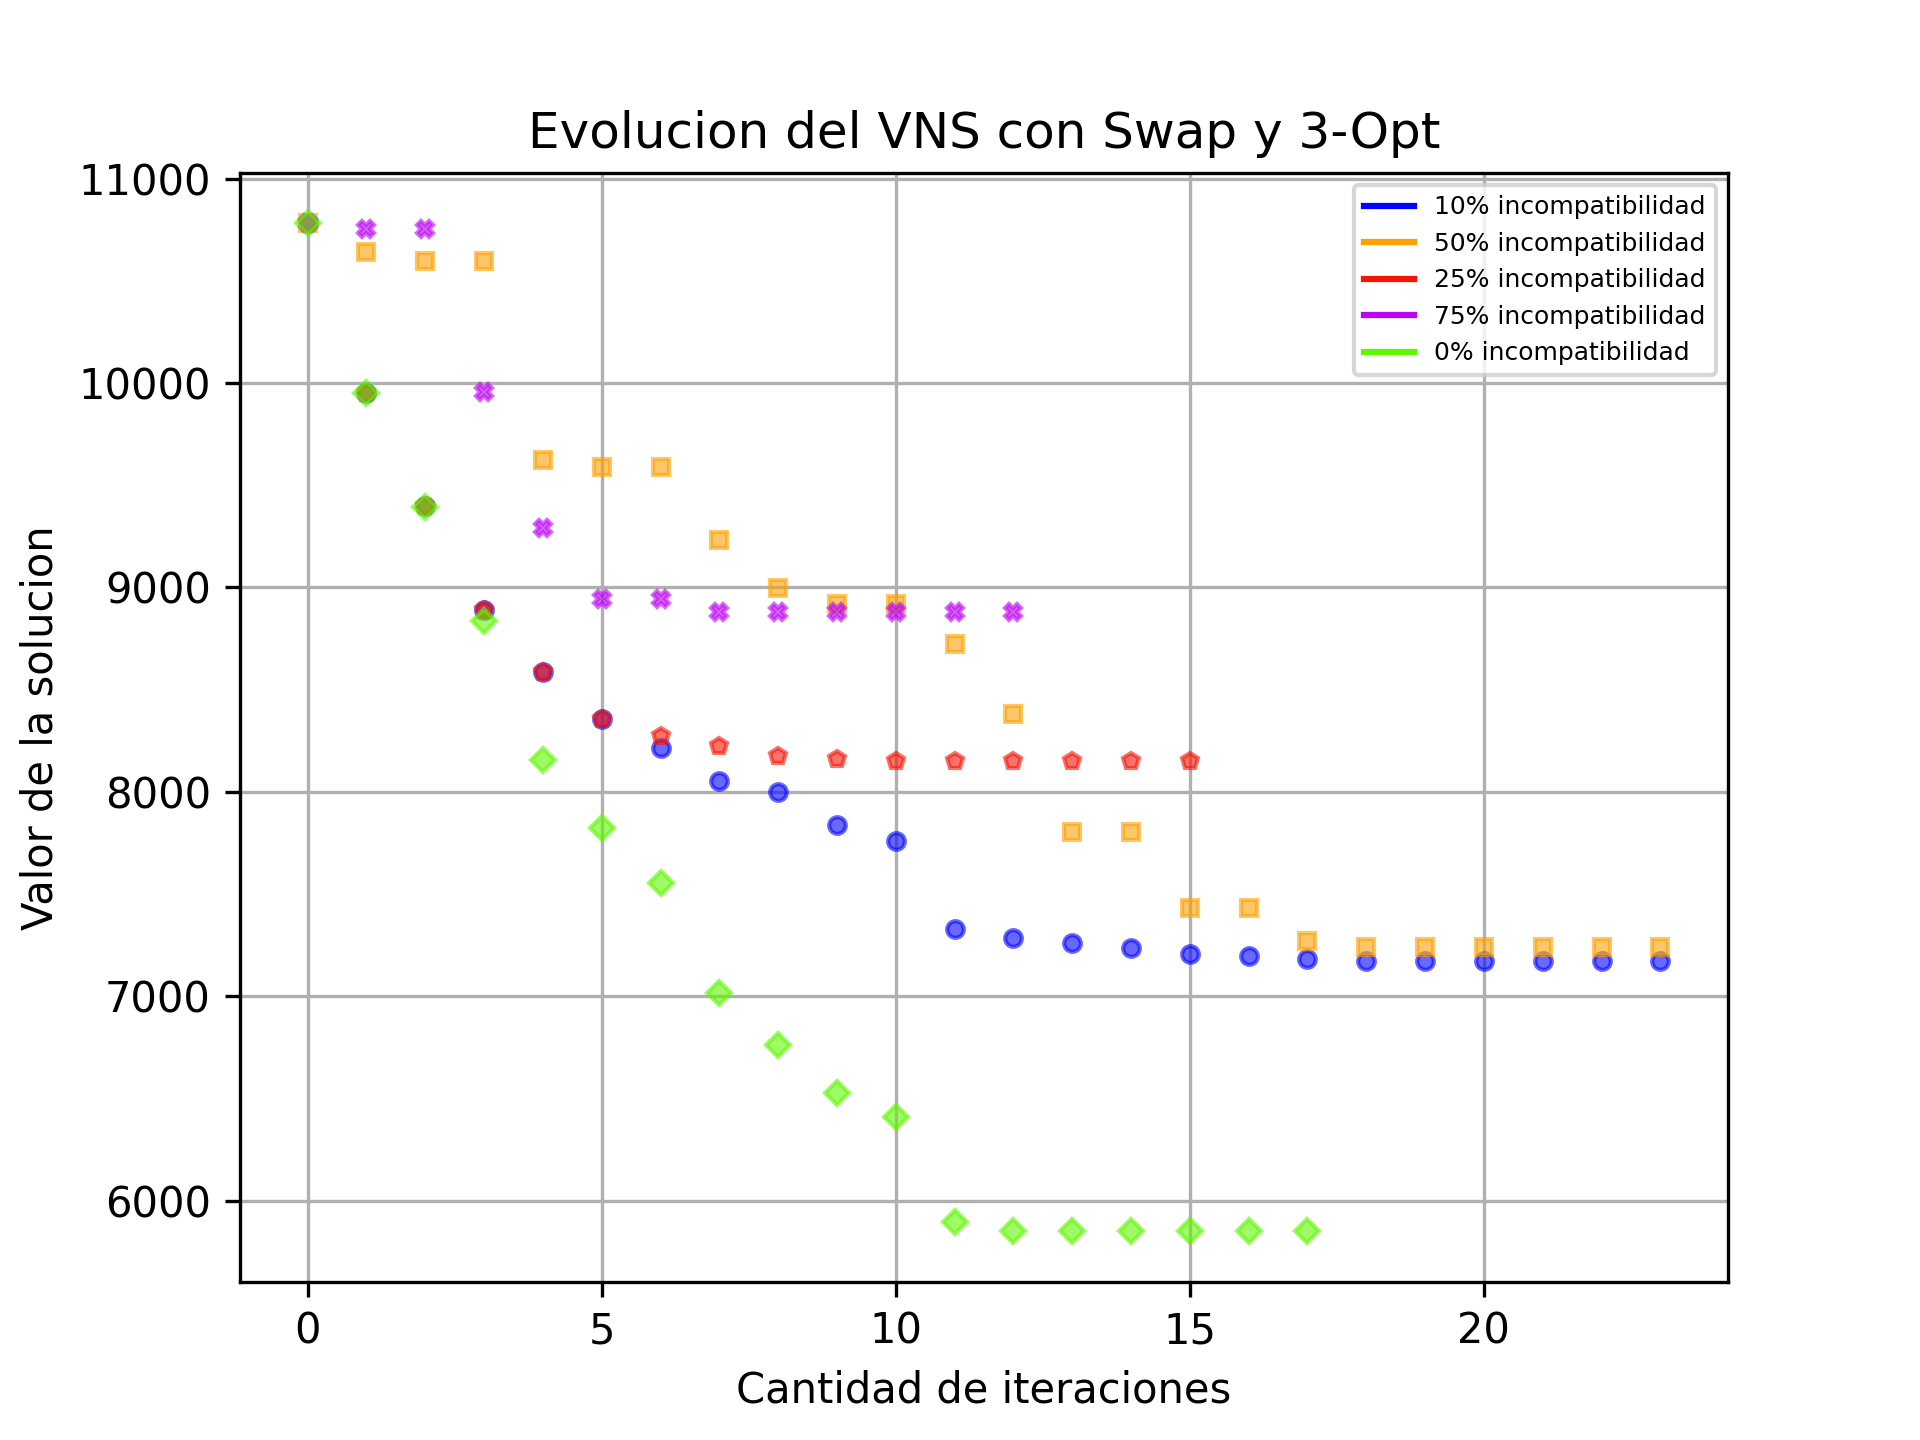 Evolucion del VNS con Swap y 3-Opt
11000
10000
9000
8000
7000
6000
Valor de la solucion
10% incompatibilidad
50% incompatibilidad
25% incompatibilidad
75% incompatibilidad
0% incompatibilidad
0 5 10 15 20
Cantidad de iteraciones